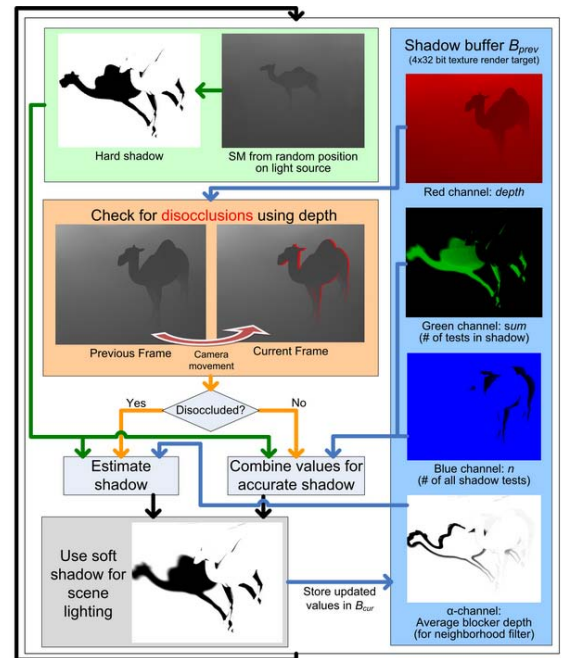 Hard shadow
SM from random position
on light source
Shadow buffer Bprev
(4x32 bit texture render target)
Red channel: depth
Check for disocclusions using depth
Previous Frame
Camera
movement
Current Frame
Green channel: sum
(# of tests in shadow)
Yes
Disoccluded?
No
Blue channel: n
(# of all shadow tests)
Estimate
shadow
Combine values for
accurate shadow
Use soft
shadow for
scene
lighting
Store updated
values in Bcur
α-channel:
Average blocker depth
(for neighborhood filter)